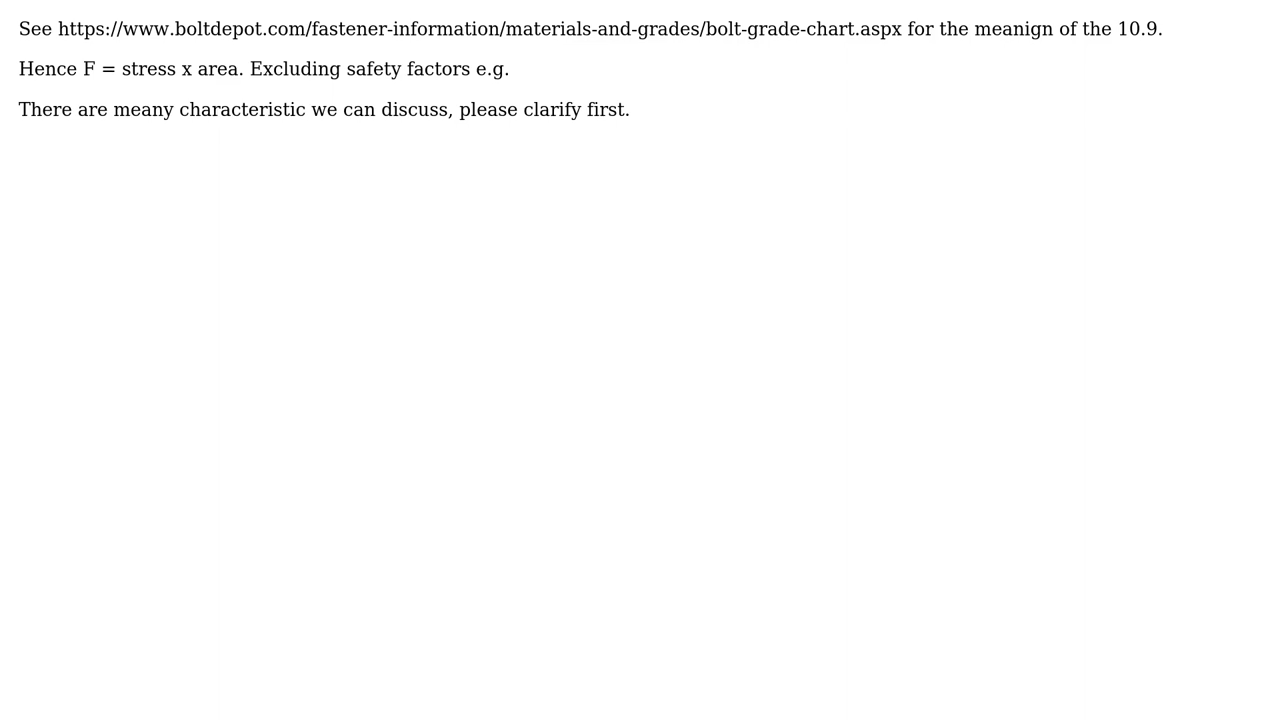 See https://www.boltdepot.com/fastener-information/materials-and-grades/bolt-grade-chart.aspx for the meanign of the 10.9.
Hence F = stress x area. Excluding safety factors e.g.
There are meany characteristic we can discuss, please clarify first.